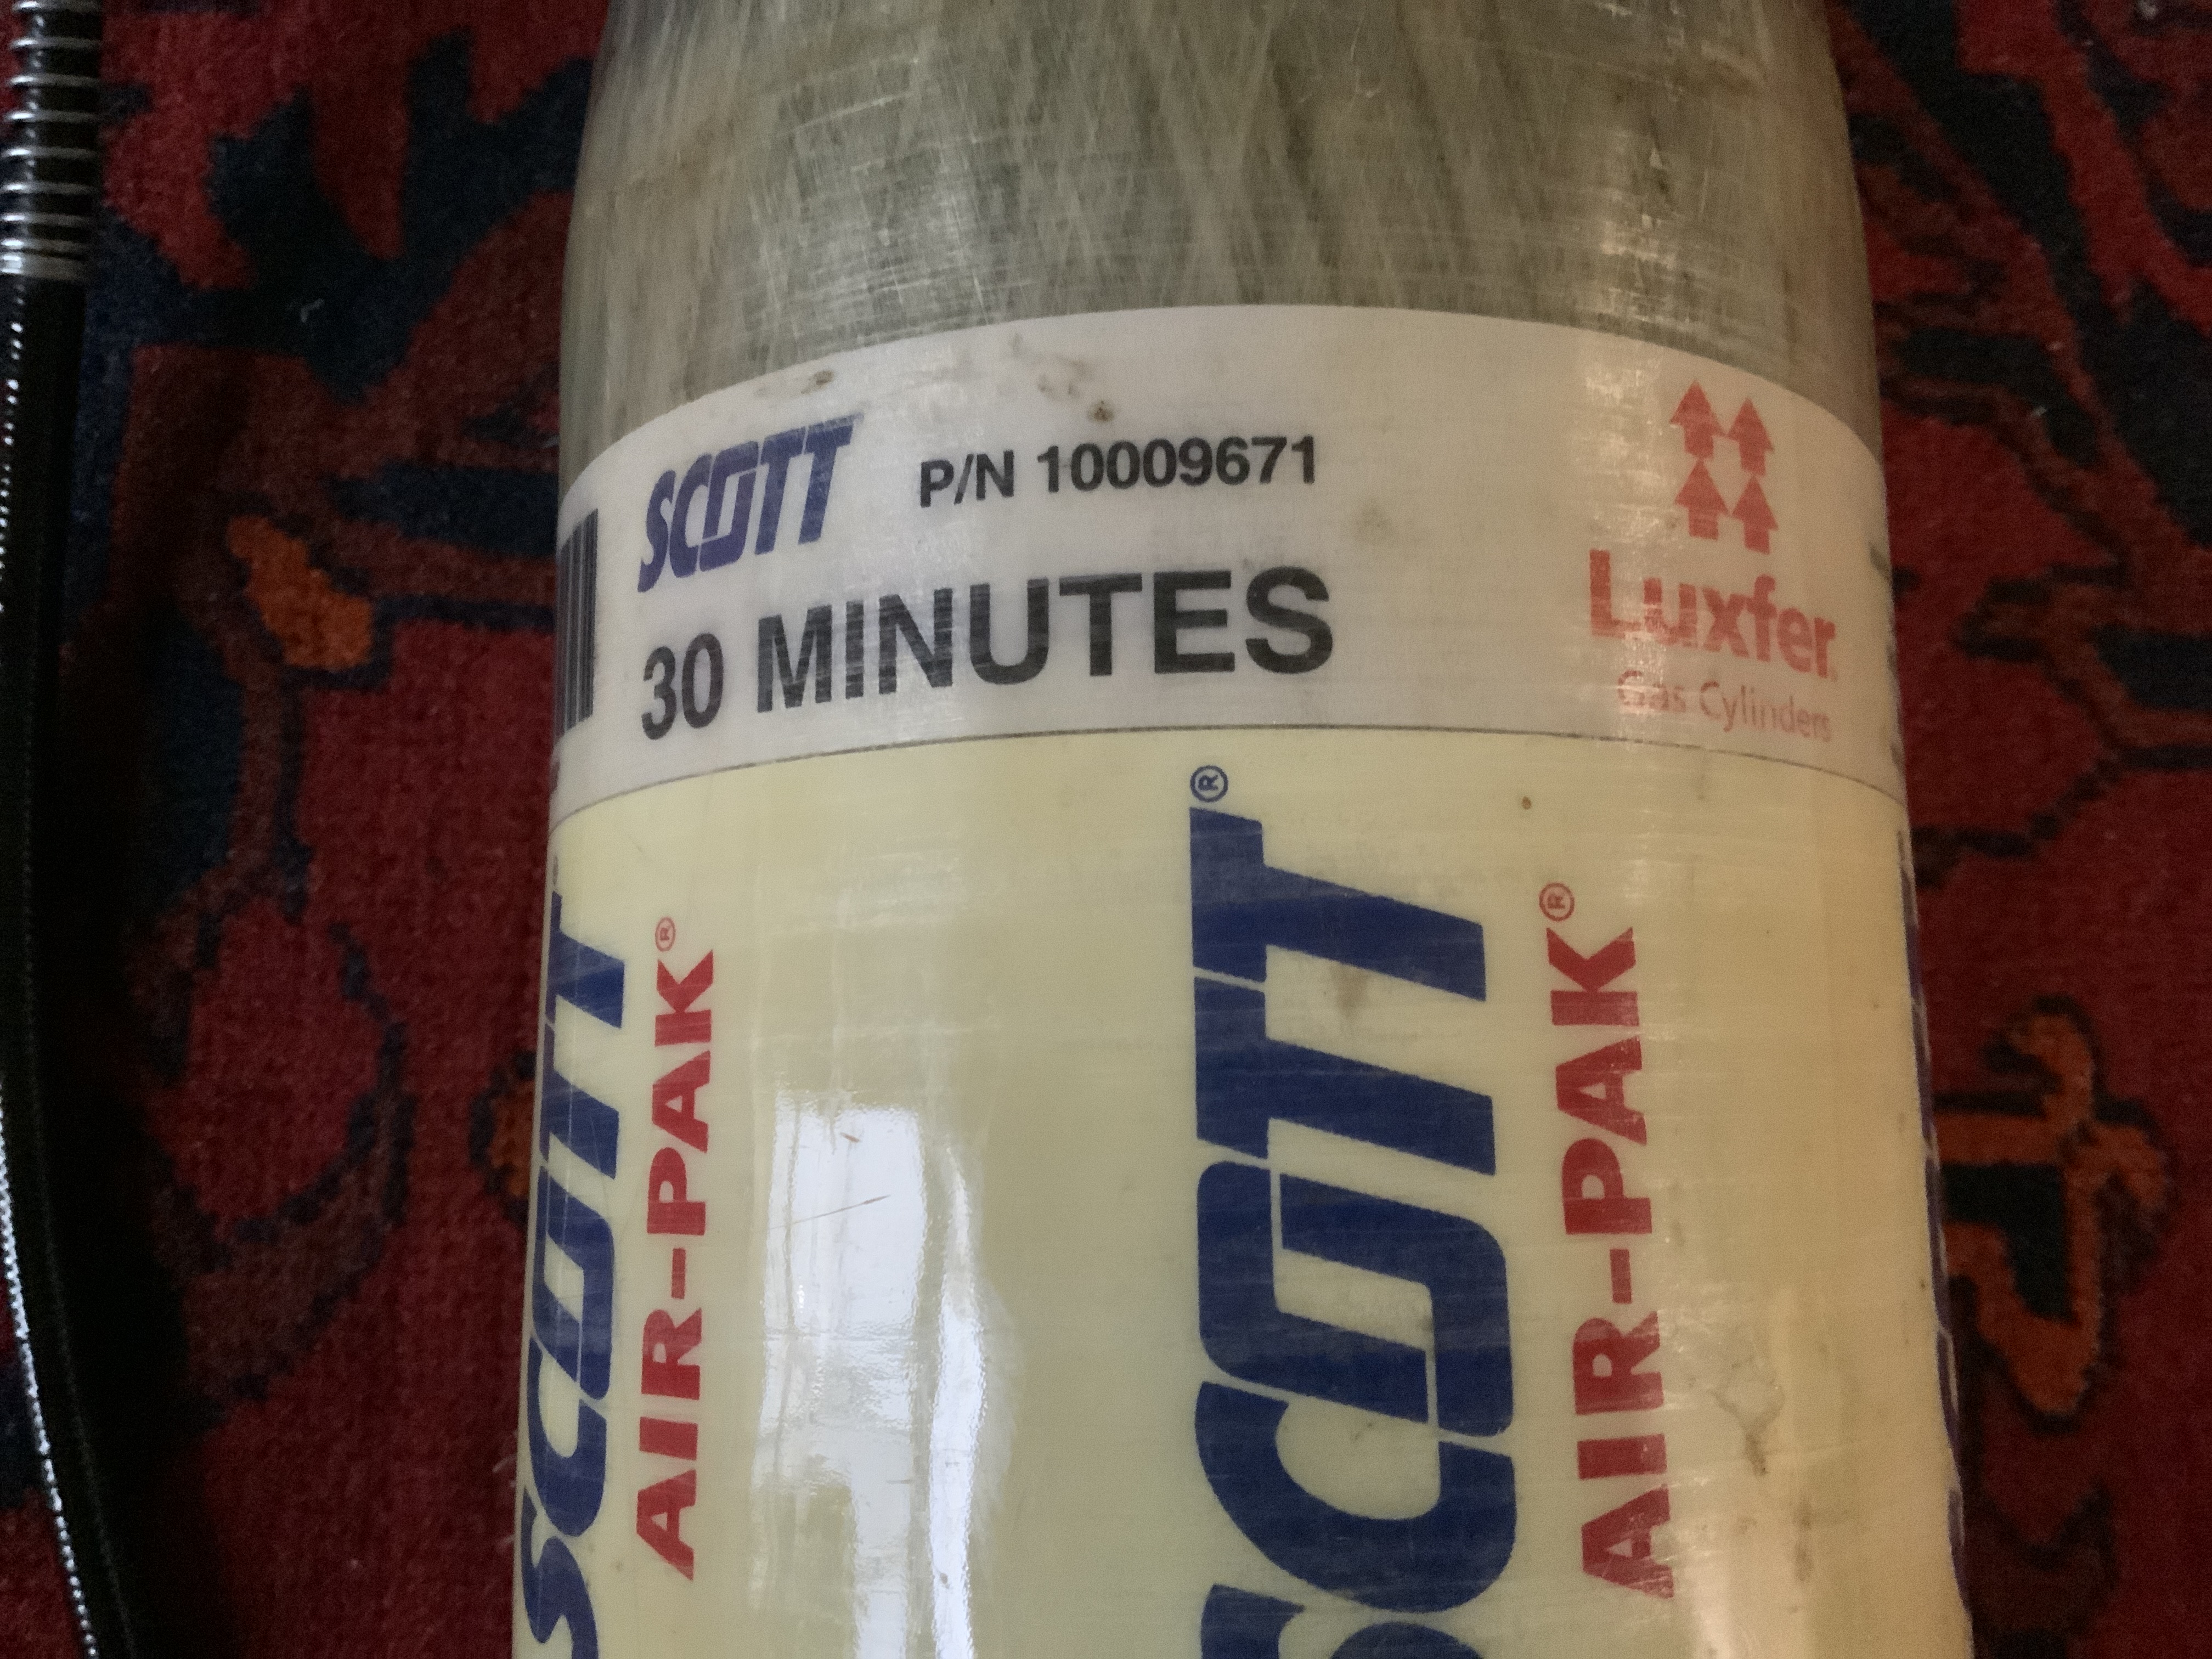 SCOTT P/N 10009671
30 MINUTES
Luxfer
Gas Cylinders
SCOTT®
AIR-PAK®
SCOTT®
AIR-PAK®